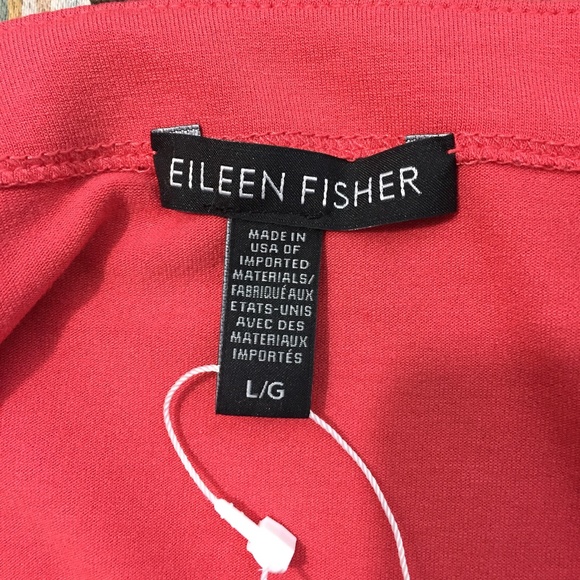 EILEEN FISHER
MADE IN
USA OF
IMPORTED
MATERIALS/
FABRIQUÉ AUX
ETATS-UNIS
AVEC DES
MATERIAUX
IMPORTÉS
L/G